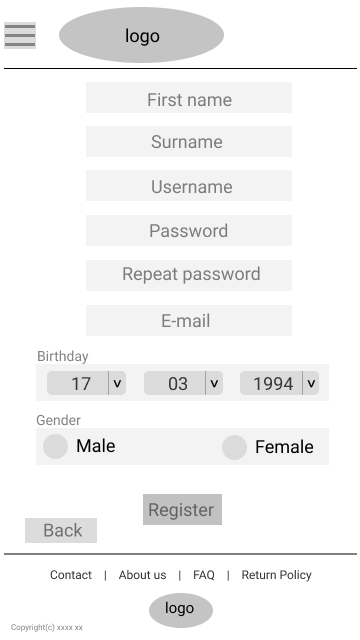 logo
First name
Surname
Username
Password
Repeat password
E-mail
Birthday
17 v 03 v 1994 v
Gender
Male Female
Register
Back
Contact | About us | FAQ | Return Policy
logo
Copyright(c) xxxx xx